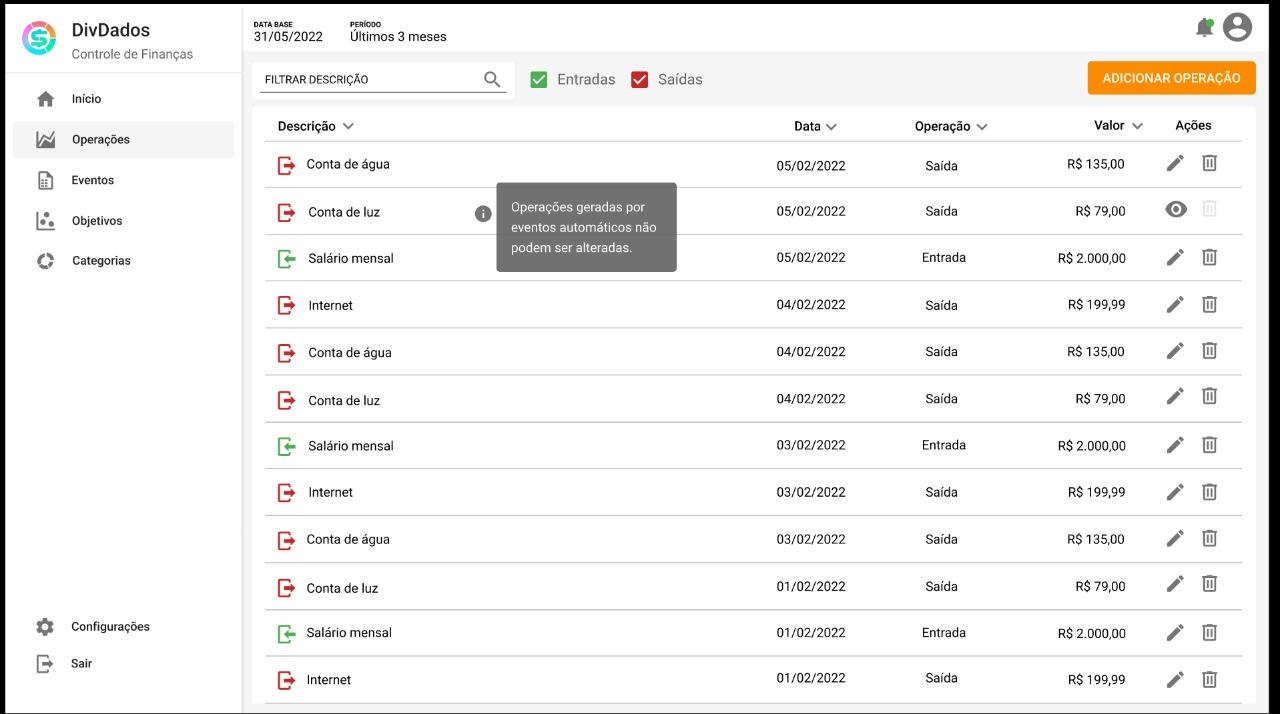 DivDados
Controle de Finanças
DATA BASE
31/05/2022
PERÍODO
Últimos 3 meses
Início
Operações
Eventos
Objetivos
Categorias
Configurações
Sair
FILTRAR DESCRIÇÃO
Entradas
Saídas
ADICIONAR OPERAÇÃO
Descrição Data Operação Valor Ações
Conta de água 05/02/2022 Saída R$ 135,00
Conta de luz 05/02/2022 Saída R$ 79,00
Operações geradas por
eventos automáticos não
podem ser alteradas.
Salário mensal 05/02/2022 Entrada R$ 2.000,00
Internet 04/02/2022 Saída R$ 199,99
Conta de água 04/02/2022 Saída R$ 135,00
Conta de luz 04/02/2022 Saída R$ 79,00
Salário mensal 03/02/2022 Entrada R$ 2.000,00
Internet 03/02/2022 Saída R$ 199,99
Conta de água 03/02/2022 Saída R$ 135,00
Conta de luz 01/02/2022 Saída R$ 79,00
Salário mensal 01/02/2022 Entrada R$ 2.000,00
Internet 01/02/2022 Saída R$ 199,99